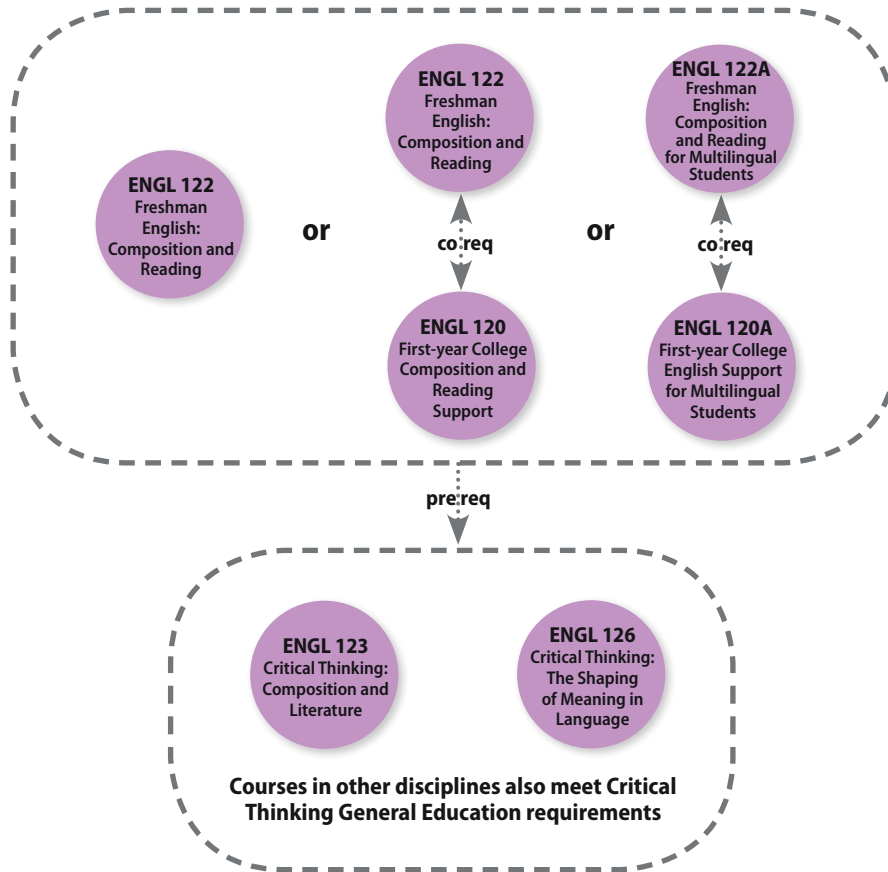 ENGL 122
Freshman
English:
Composition and
Reading
or
ENGL 122
Freshman
English:
Composition and
Reading
co req
ENGL 120
First-year College
Composition and
Reading
Support
or
ENGL 122A
Freshman
English:
Composition
and Reading
for Multilingual
Students
co req
ENGL 120A
First-year College
English Support
for Multilingual
Students
pre req
ENGL 123
Critical Thinking:
Composition and
Literature
ENGL 126
Critical Thinking:
The Shaping
of Meaning in
Language
Courses in other disciplines also meet Critical
Thinking General Education requirements